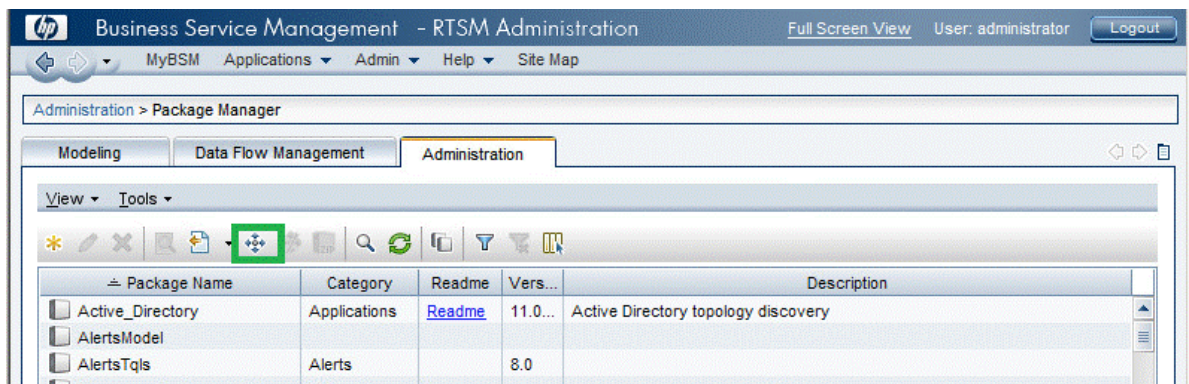 hp Business Service Management - RTSM Administration Full Screen View User: administrator Logout
MyBSM Applications Admin Help Site Map
Administration > Package Manager
Modeling Data Flow Management Administration
View Tools
Package Name Category Readme Vers... Description
Active_Directory Applications Readme 11.0... Active Directory topology discovery
AlertsModel
AlertsTqls Alerts 8.0